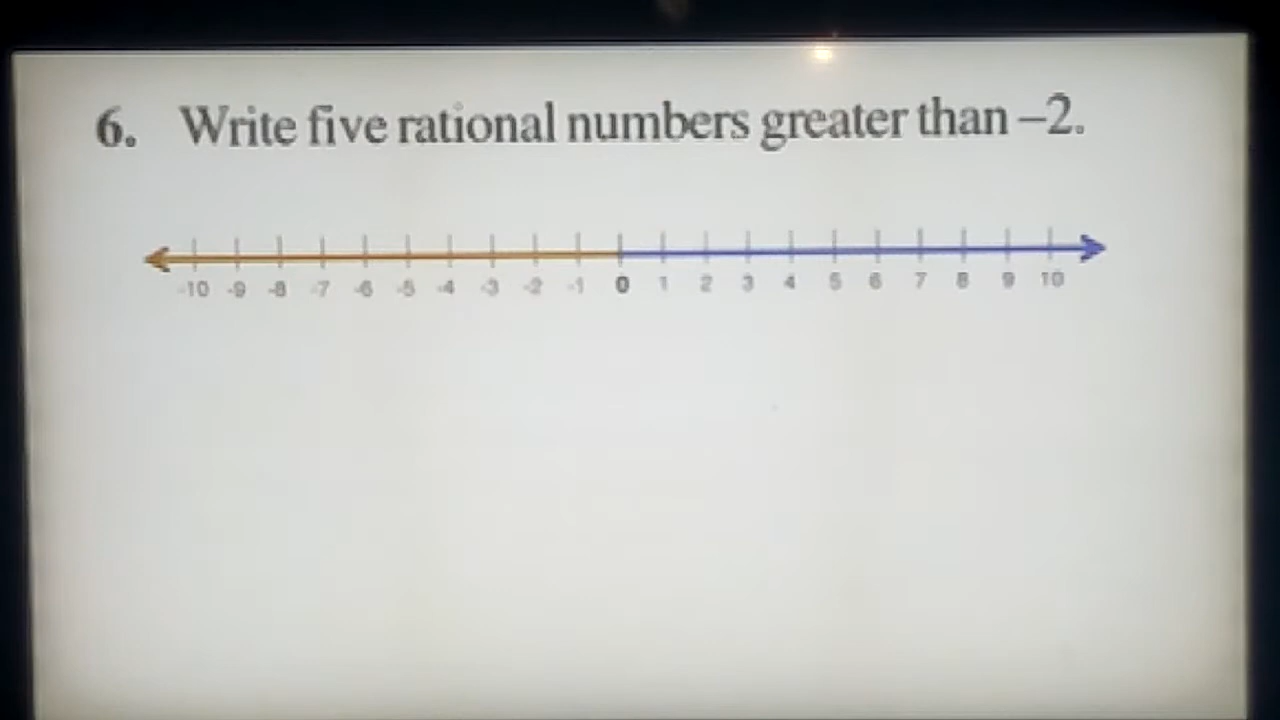 6. Write five rational numbers greater than –2.
-10 -9 -8 -7 -6 -5 -4 -3 -2 -1 0 1 2 3 4 5 6 7 8 9 10